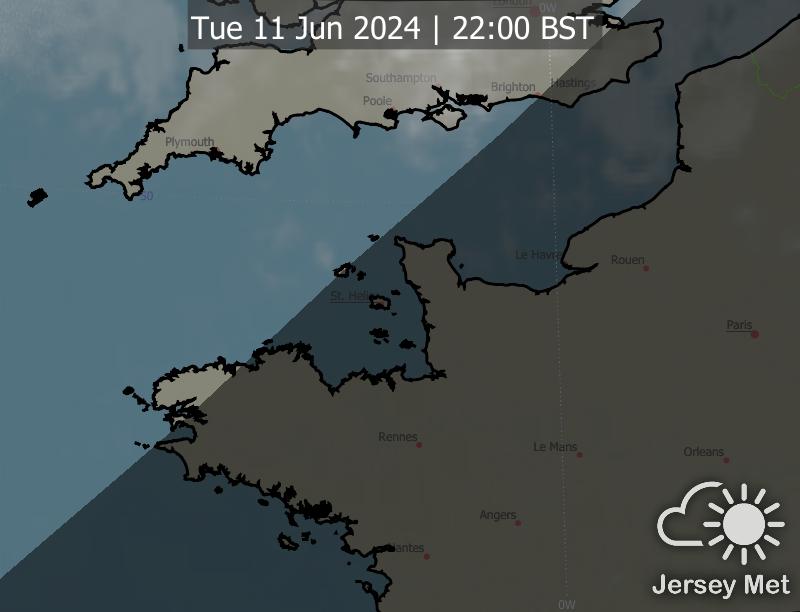 London 0W
Tue 11 Jun 2024 | 22:00 BST
Southampton
Brighton Hastings
Poole
Plymouth
50
Le Havre Rouen
St. Helier
Paris
Rennes
Le Mans Orleans
Angers
Nantes
Jersey Met
0W